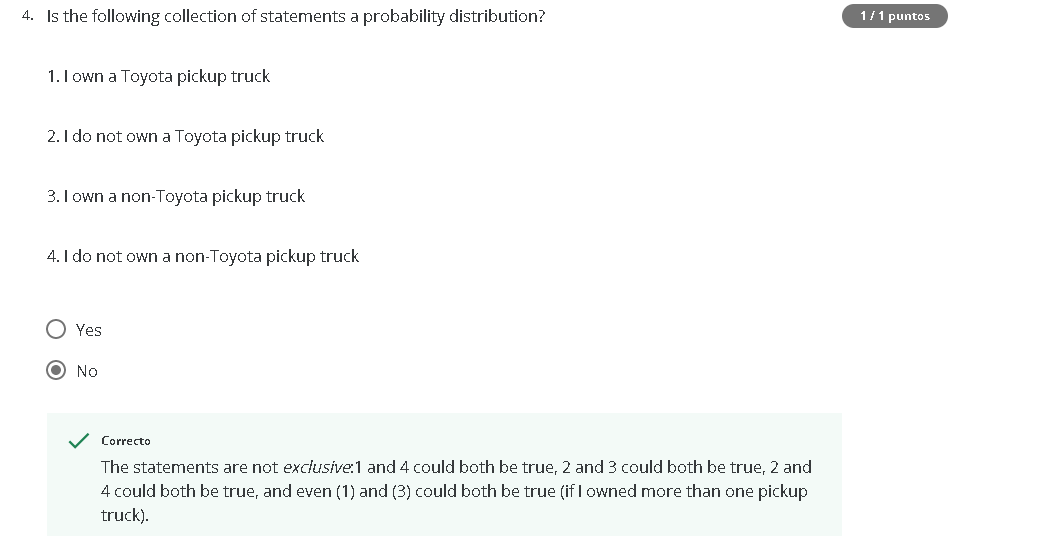 4. Is the following collection of statements a probability distribution?
1 / 1 puntos
1. I own a Toyota pickup truck
2. I do not own a Toyota pickup truck
3. I own a non-Toyota pickup truck
4. I do not own a non-Toyota pickup truck
Yes
No
Correcto
The statements are not exclusive:1 and 4 could both be true, 2 and 3 could both be true, 2 and
4 could both be true, and even (1) and (3) could both be true (if I owned more than one pickup
truck).